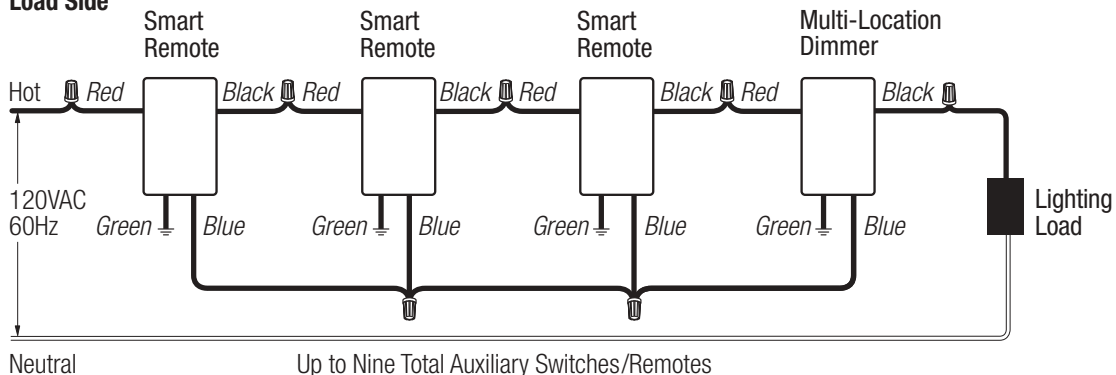 Load Side
Smart Remote
Smart Remote
Smart Remote
Multi-Location Dimmer
Hot
Red
Black
Red
Black
Red
Black
Red
Black
120VAC
60Hz
Green
Blue
Green
Blue
Green
Blue
Green
Blue
Lighting
Load
Neutral
Up to Nine Total Auxiliary Switches/Remotes